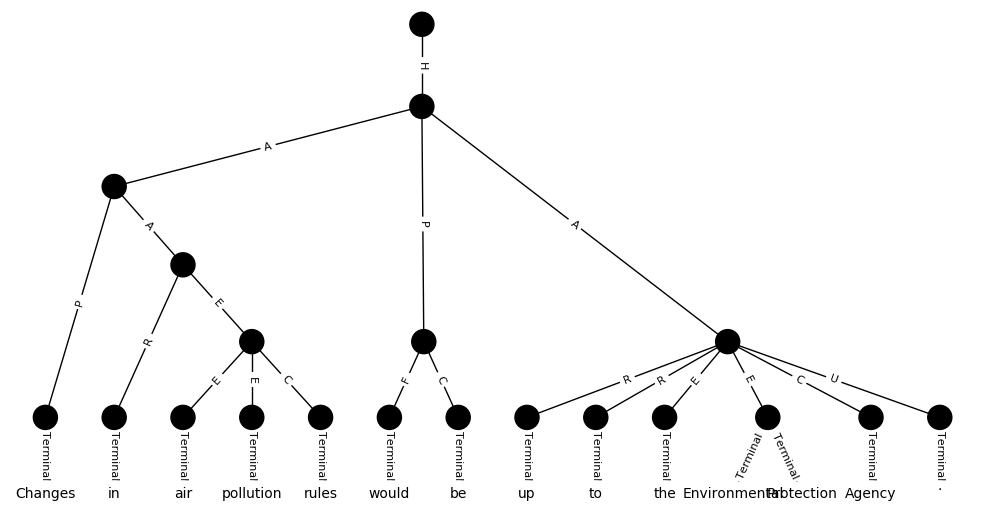 H
A
P
A
A
P
R
E
E
E
C
F
C
R
R
E
E
C
U
Terminal Terminal Terminal Terminal Terminal Terminal Terminal Terminal Terminal Terminal Terminal Terminal Terminal Terminal
Changes in air pollution rules would be up to the Environmental Protection Agency .